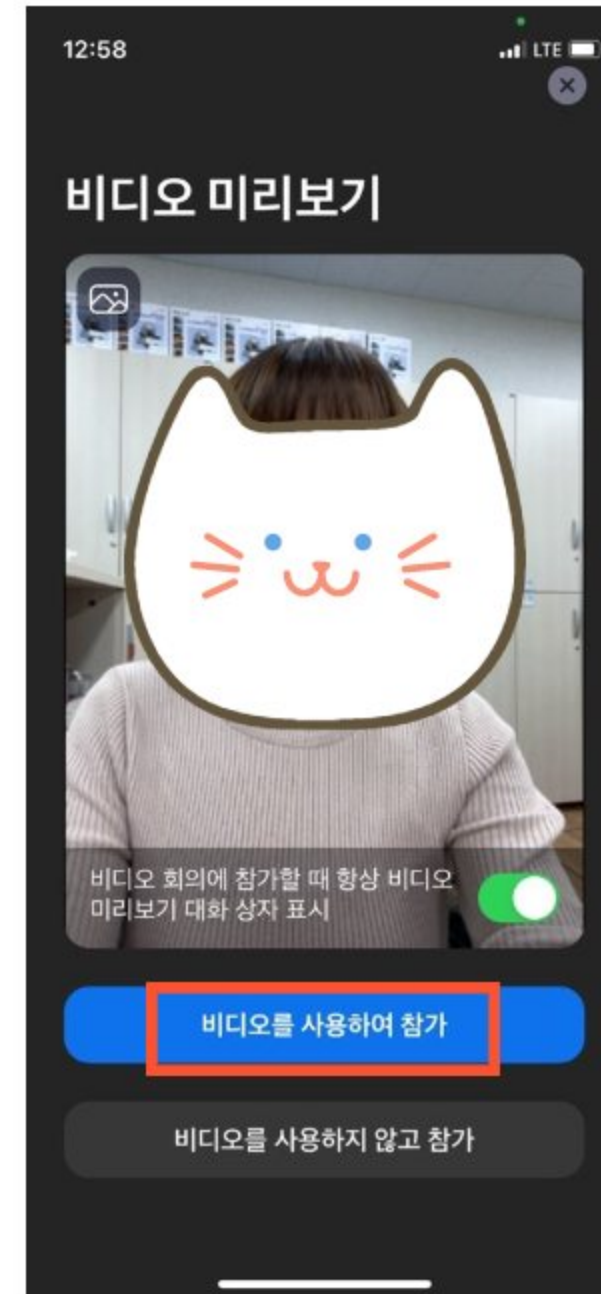 12:58
LTE
비디오 미리보기
비디오 회의에 참가할 때 항상 비디오
미리보기 대화 상자 표시
비디오를 사용하여 참가
비디오를 사용하지 않고 참가